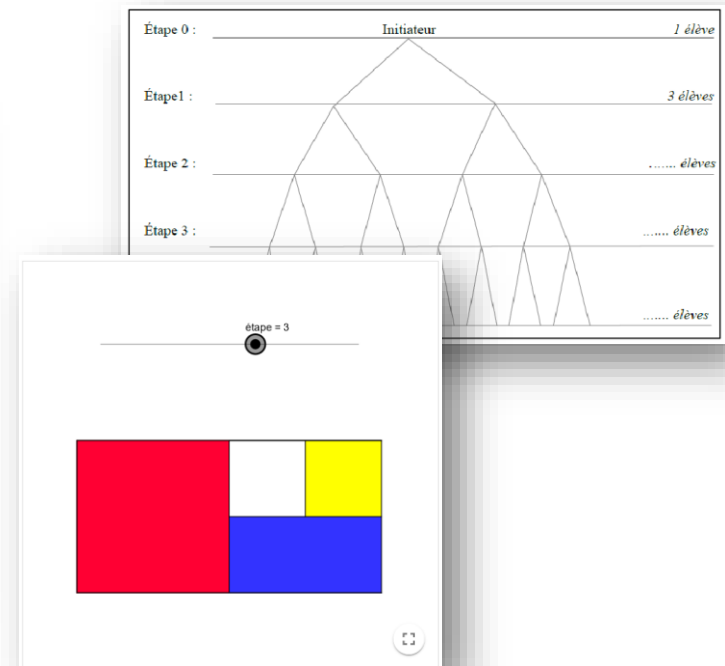 Étape 0 : Initiateur 1 élève
Étape1 : 3 élèves
Étape 2 : ....... élèves
Étape 3 : ....... élèves
....... élèves
étape = 3